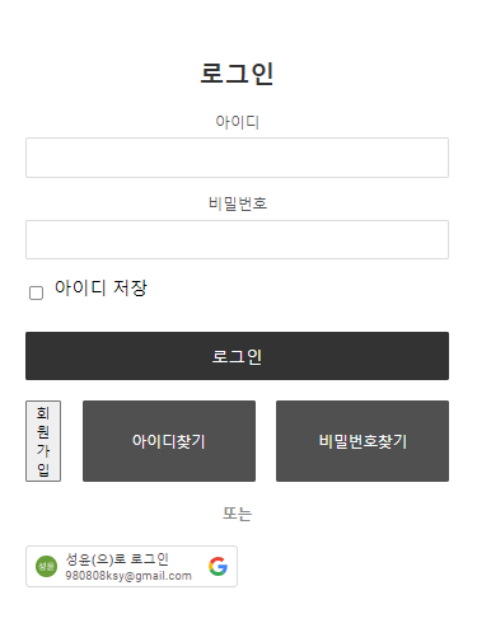 로그인
아이디
비밀번호
아이디 저장
로그인
회원가입
아이디찾기
비밀번호찾기
또는
성윤
성윤(으)로 로그인
980808ksy@gmail.com